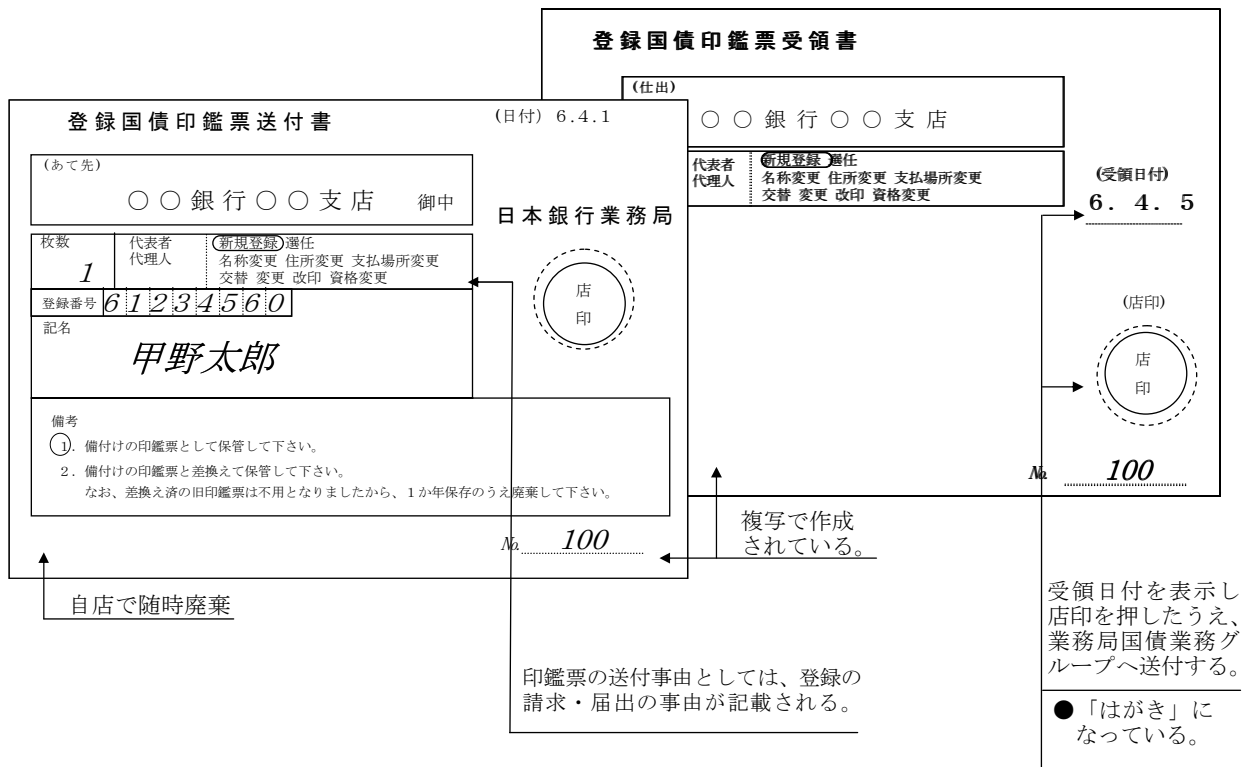 登録国債印鑑票受領書
(仕出)
○○銀行○○支店
代表者
代理人
新規登録 選任
名称変更 住所変更 支払場所変更
交替 変更 改印 資格変更
(受領日付)
6.4.5
(店印)
店
印
№ 100
登録国債印鑑票送付書
(日付) 6.4.1
(あて先)
○○銀行○○支店 御中
日本銀行業務局
枚数
1
代表者
代理人
新規登録 選任
名称変更 住所変更 支払場所変更
交替 変更 改印 資格変更
登録番号 61234560
記名
甲野太郎
店
印
備考
1.備付けの印鑑票として保管して下さい。
2.備付けの印鑑票と差換えて保管して下さい。
なお、差換え済の旧印鑑票は不用となりましたから、1か年保存のうえ廃棄して下さい。
№ 100
複写で作成
されている。
自店で随時廃棄
印鑑票の送付事由としては、登録の
請求・届出の事由が記載される。
受領日付を表示し
店印を押したうえ、
業務局国債業務グ
ループへ送付する。
●「はがき」に
なっている。